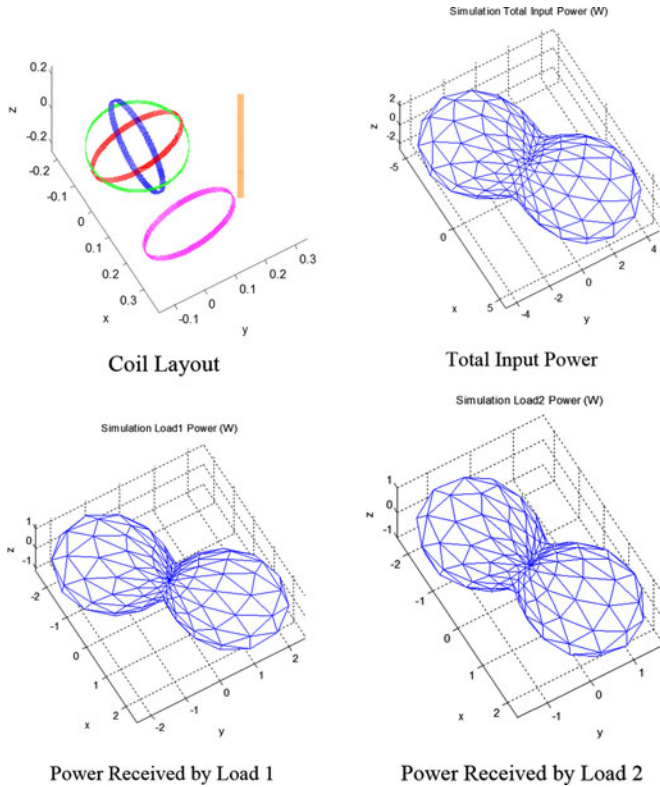 Simulation Total Input Power (W)
0.2
0
-0.2
z
-0.1
0
0.1
0.2
0.3
x
-0.1
0
0.1
0.2
0.3
y
Coil Layout
2
0
-2
z
-5
0
5
x
-4
-2
0
2
4
y
Total Input Power
Simulation Load1 Power (W)
1
0
-1
z
-2
-1
0
1
2
x
-2
-1
0
1
2
y
Power Received by Load 1
Simulation Load2 Power (W)
1
0
-1
z
-2
-1
0
1
2
x
-1
0
1
y
Power Received by Load 2